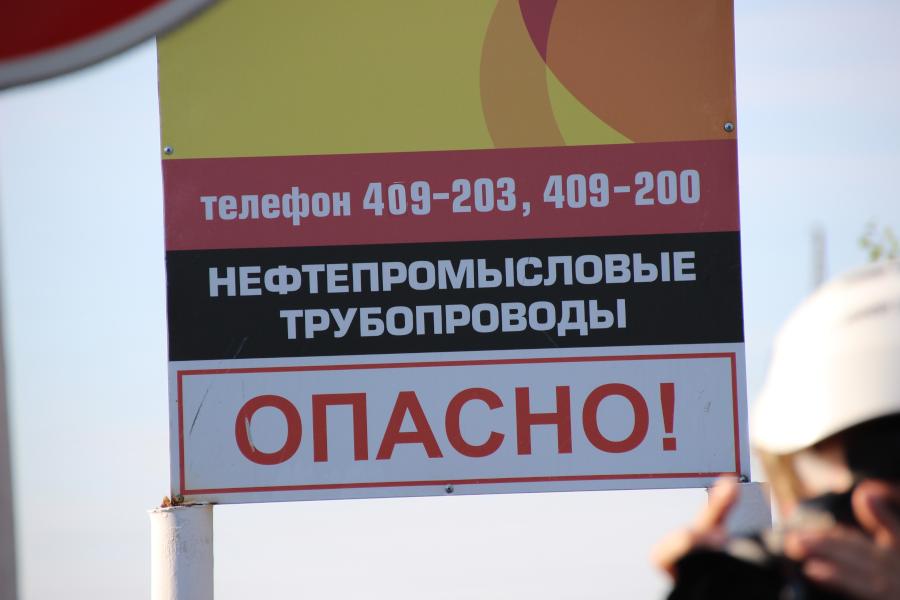 телефон 409-203, 409-200
НЕФТЕПРОМЫСЛОВЫЕ
ТРУБОПРОВОДЫ
ОПАСНО!